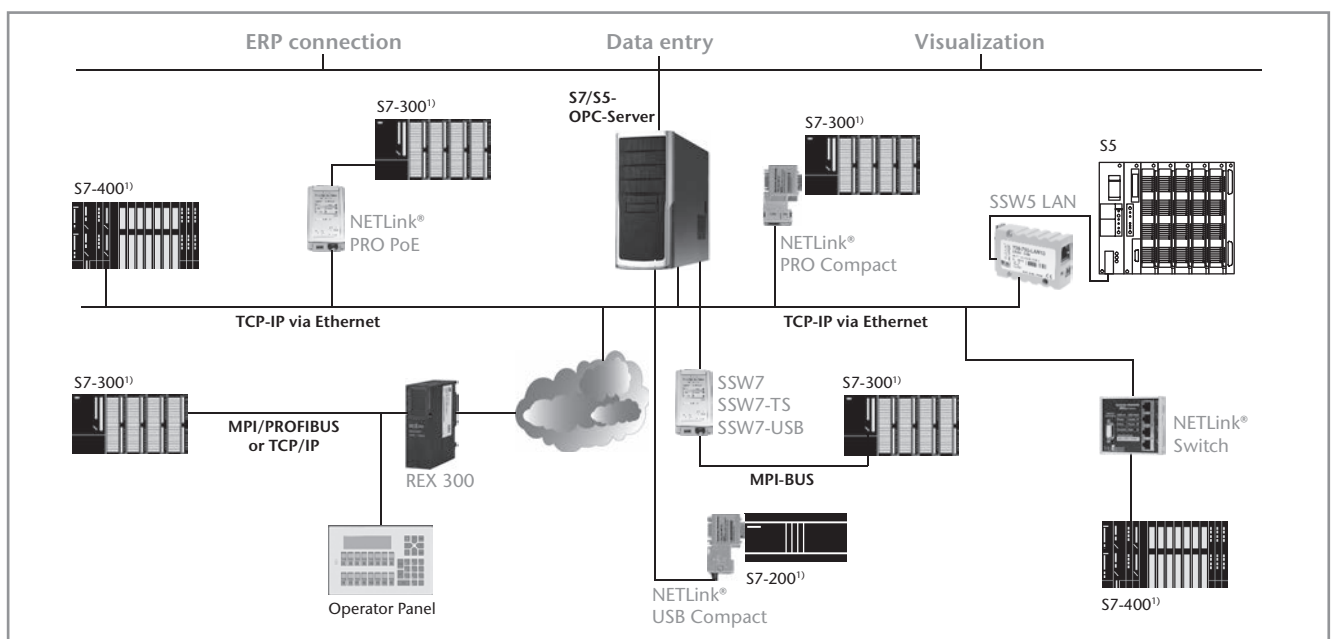 ERP connection
Data entry
Visualization
S7/S5-
OPC-Server
S7-300¹⁾
S7-300¹⁾
S5
S7-400¹⁾
SSW5 LAN
NETLink®
PRO PoE
NETLink®
PRO Compact
TCP-IP via Ethernet
TCP-IP via Ethernet
S7-300¹⁾
MPI/PROFIBUS
or TCP/IP
REX 300
SSW7
SSW7-TS
SSW7-USB
S7-300¹⁾
NETLink®
Switch
MPI-BUS
S7-200¹⁾
NETLink®
USB Compact
Operator Panel
S7-400¹⁾